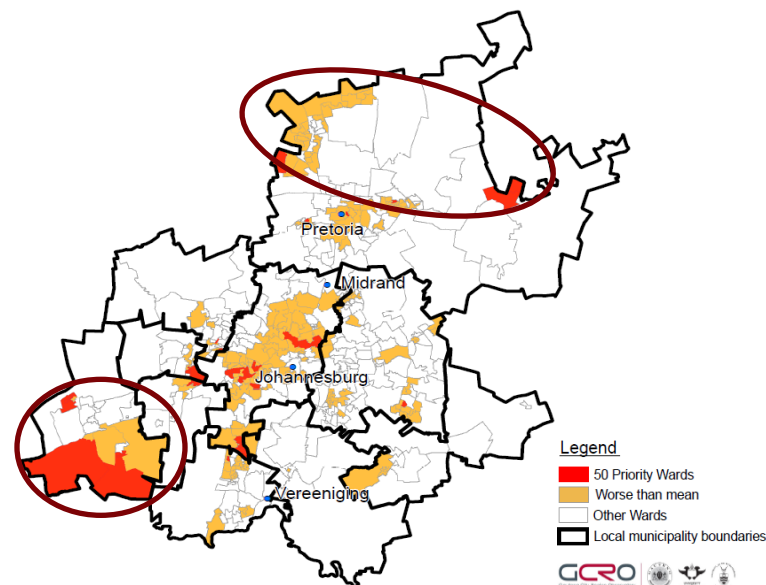 Pretoria
Midrand
Johannesburg
Vereeniging
Legend
50 Priority Wards
Worse than mean
Other Wards
Local municipality boundaries
GCRO